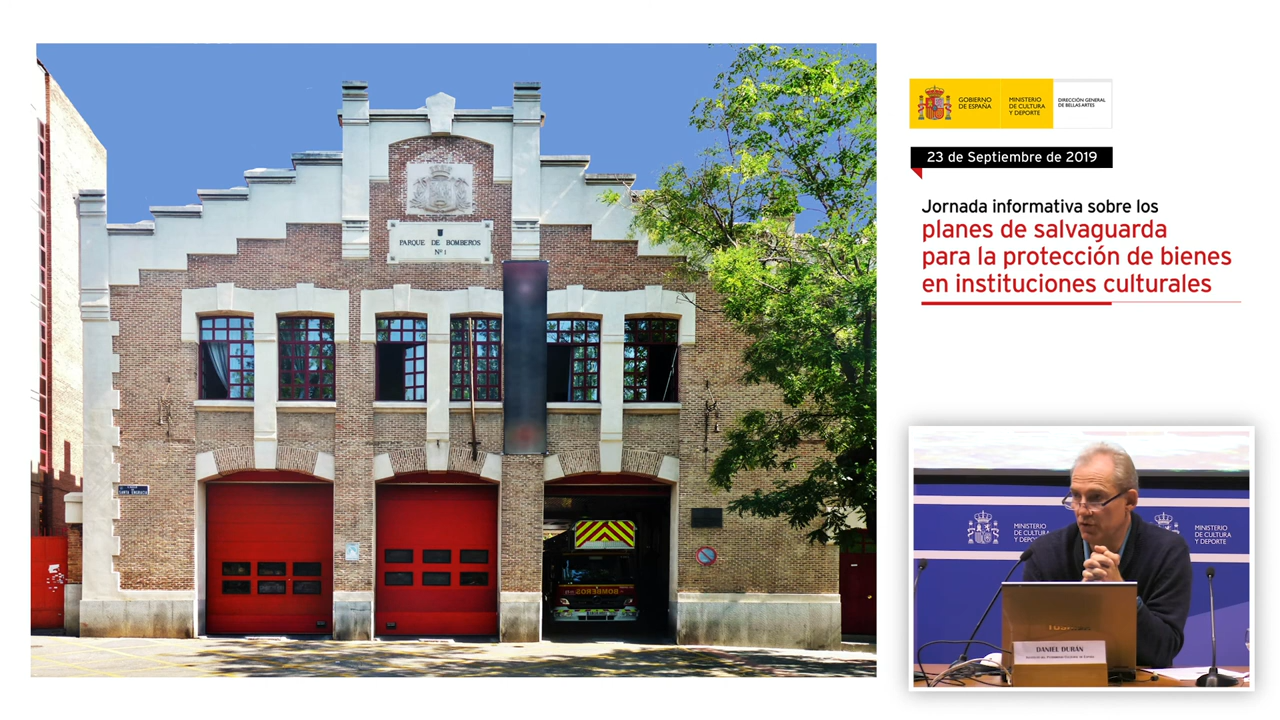 PARQUE DE BOMBEROS
Nº 1
SANTA ENGRACIA
BOMBEROS
GOBIERNO
DE ESPAÑA
MINISTERIO
DE CULTURA
Y DEPORTE
DIRECCIÓN GENERAL
DE BELLAS ARTES
23 de Septiembre de 2019
Jornada informativa sobre los
planes de salvaguarda
para la protección de bienes
en instituciones culturales
MINISTERIO
DE CULTURA
Y DEPORTE
MINISTERIO
DE CULTURA
Y DEPORTE
DANIEL DURÁN